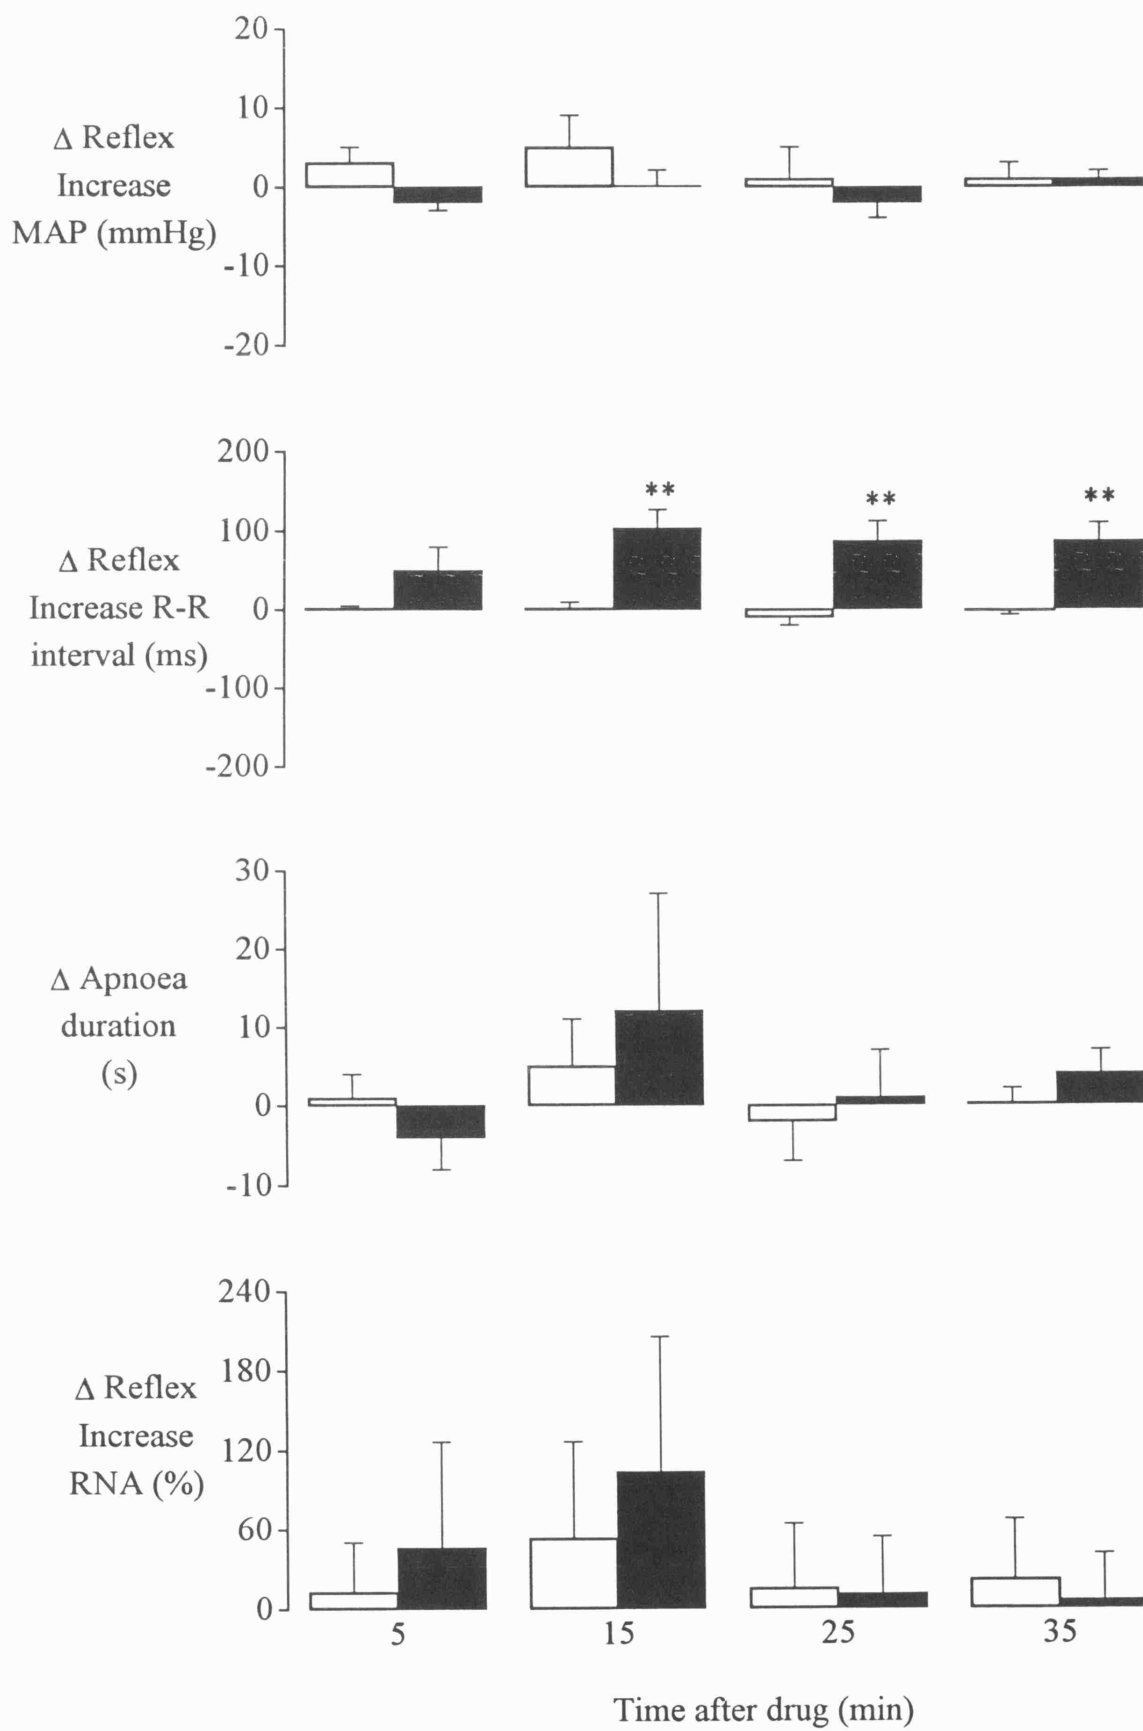 20
10
Δ Reflex
Increase
MAP (mmHg)
0
-10
-20
200
**
**
**
100
Δ Reflex
Increase R-R
interval (ms)
0
-100
-200
30
20
Δ Apnoea
duration
(s)
10
0
-10
240
180
Δ Reflex
Increase
RNA (%)
120
60
0
5 15 25 35
Time after drug (min)